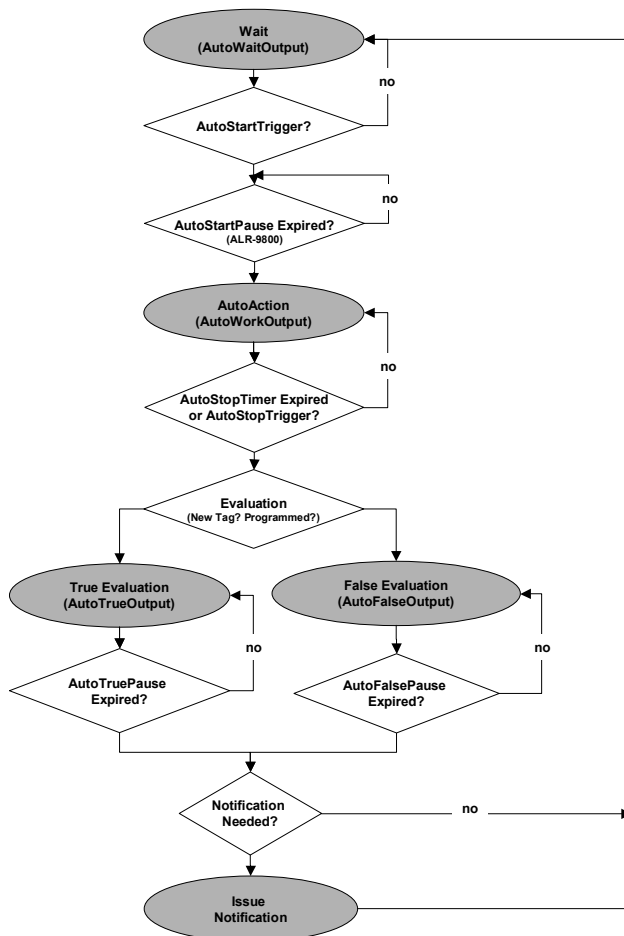 Wait
(AutoWaitOutput)
no
AutoStartTrigger?
no
AutoStartPause Expired?
(ALR-9800)
AutoAction
(AutoWorkOutput)
no
AutoStopTimer Expired
or AutoStopTrigger?
Evaluation
(New Tag? Programmed?)
True Evaluation
(AutoTrueOutput)
False Evaluation
(AutoFalseOutput)
no
no
AutoTruePause
Expired?
AutoFalsePause
Expired?
Notification
Needed?
no
Issue
Notification